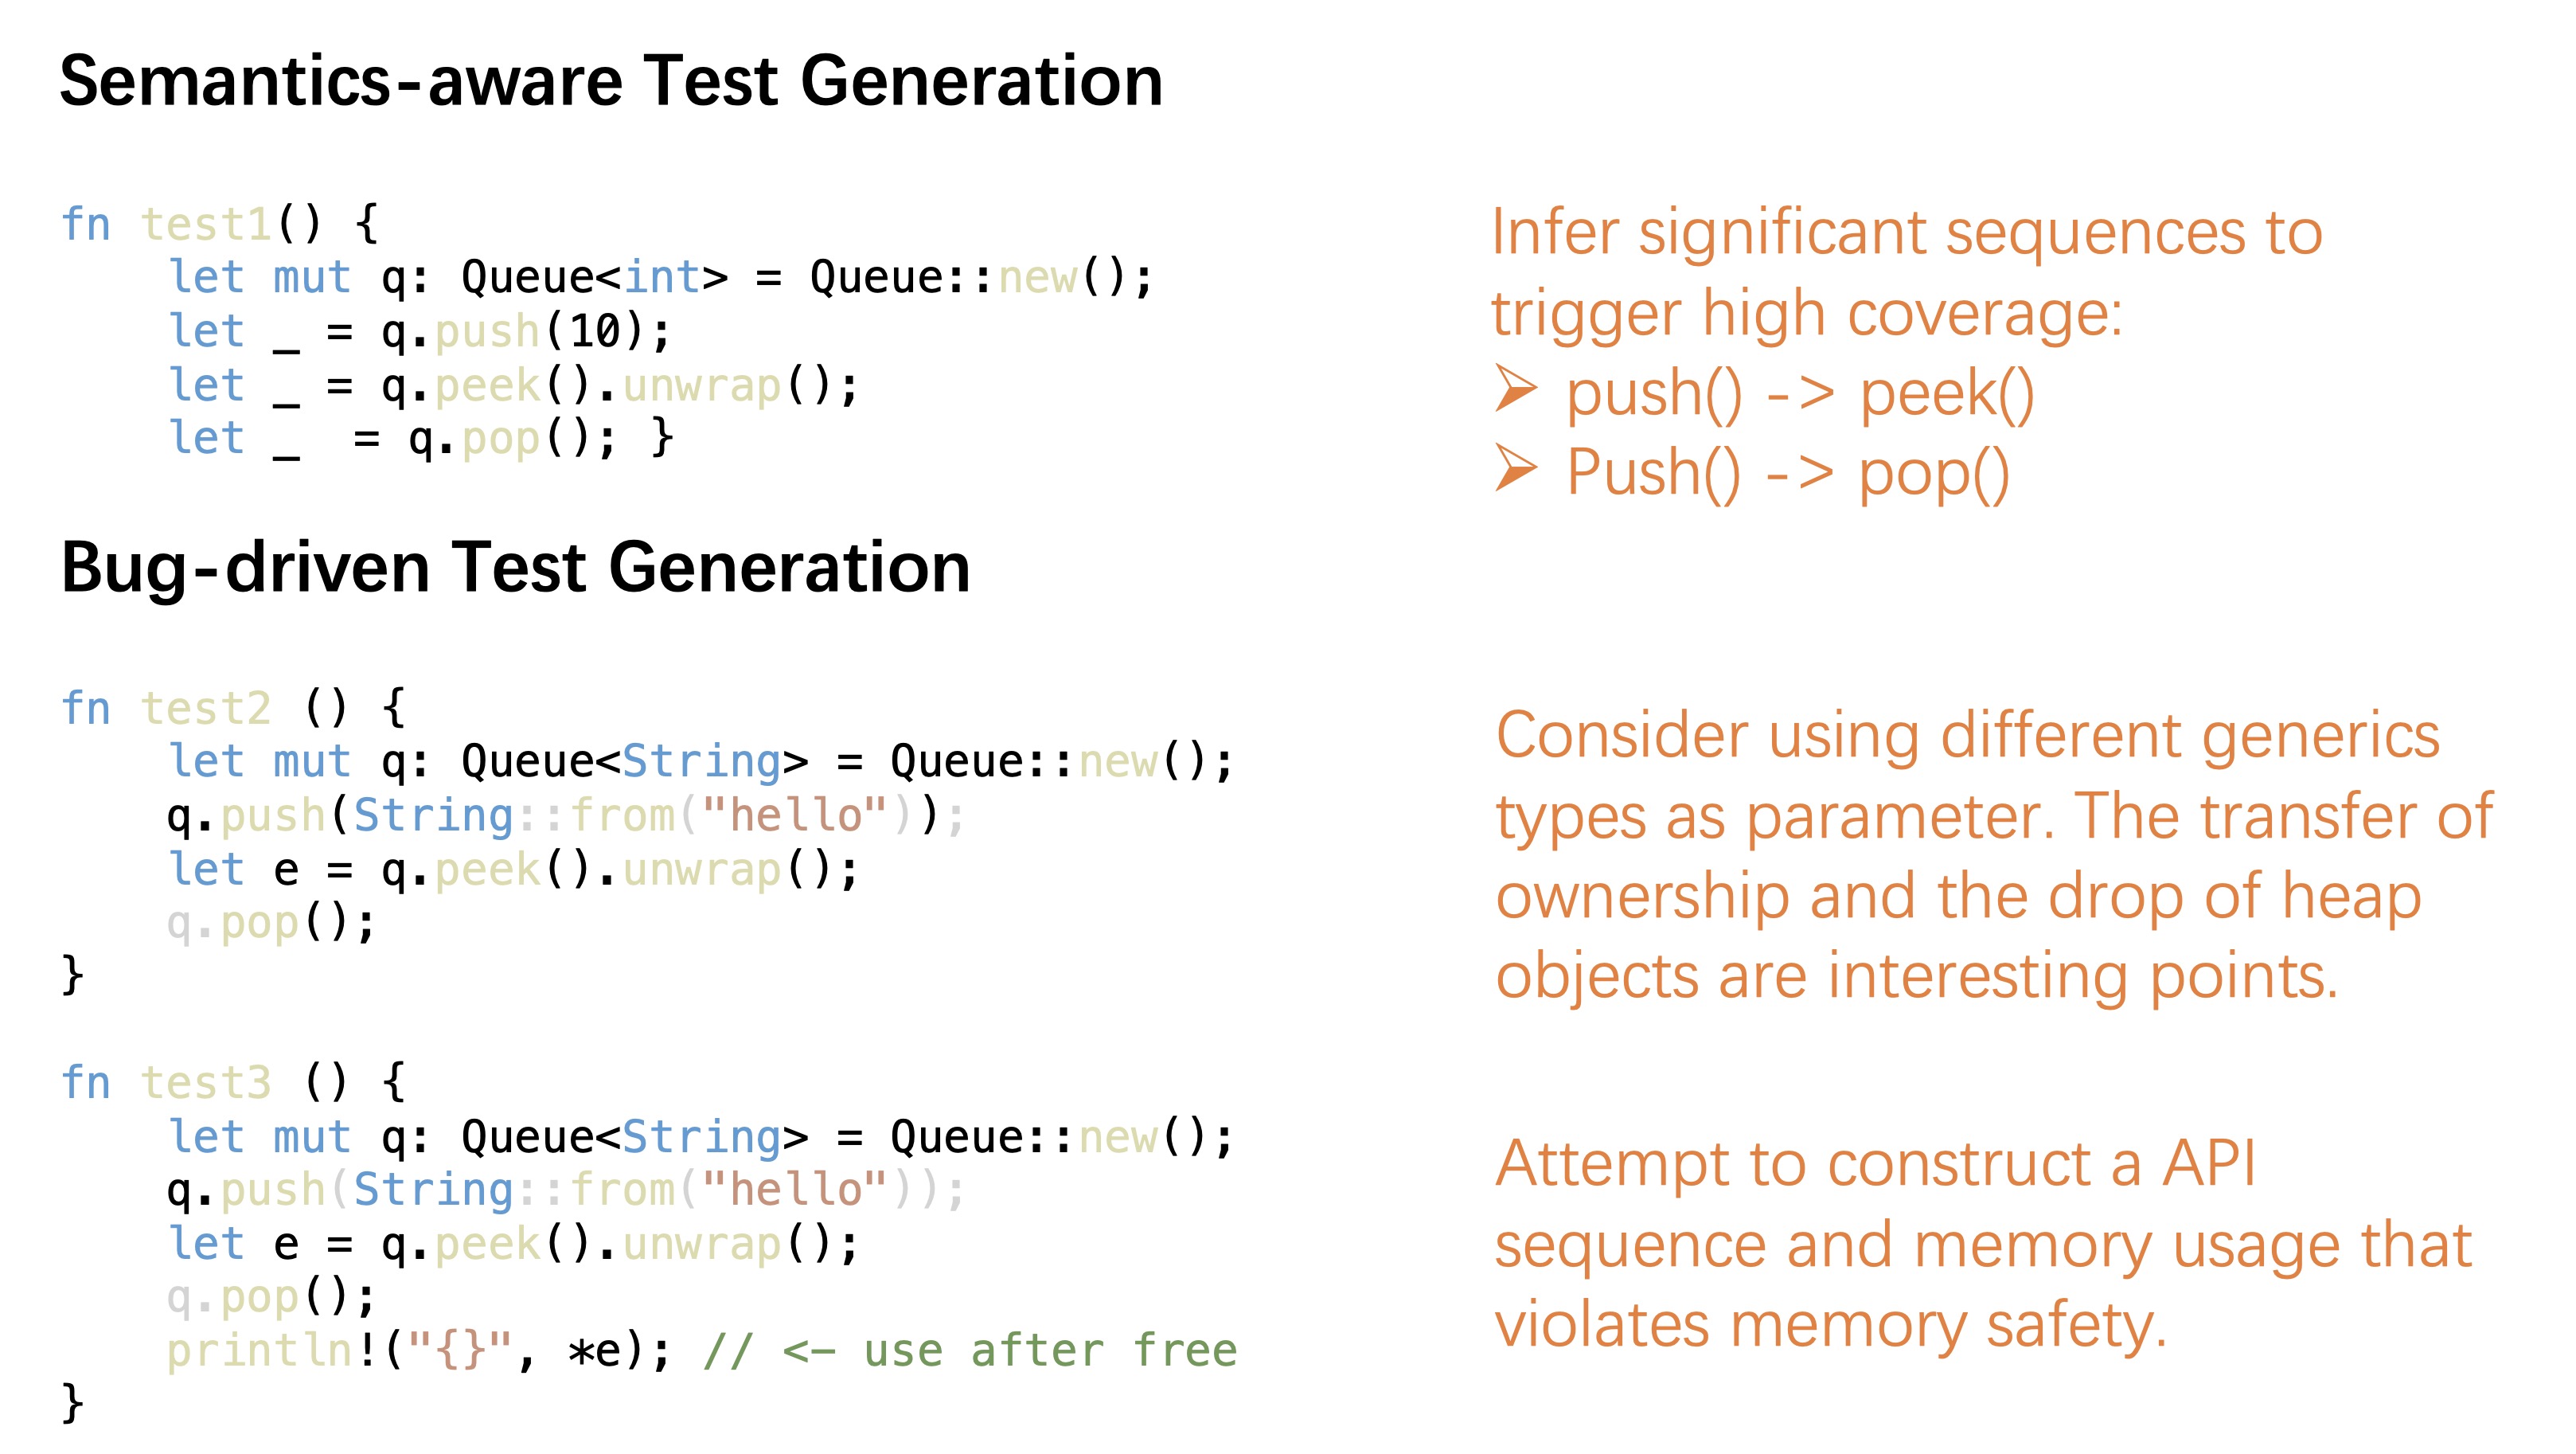 Semantics-aware Test Generation
fn test1() {
    let mut q: Queue<int> = Queue::new();
    let _ = q.push(10);
    let _ = q.peek().unwrap();
    let _  = q.pop(); }
Infer significant sequences to
trigger high coverage:
➢ push() -> peek()
➢ Push() -> pop()
Bug-driven Test Generation
fn test2 () {
    let mut q: Queue<String> = Queue::new();
    q.push(String::from("hello"));
    let e = q.peek().unwrap();
    q.pop();
}
Consider using different generics
types as parameter. The transfer of
ownership and the drop of heap
objects are interesting points.
fn test3 () {
    let mut q: Queue<String> = Queue::new();
    q.push(String::from("hello"));
    let e = q.peek().unwrap();
    q.pop();
    println!("{}", *e); // <- use after free
}
Attempt to construct a API
sequence and memory usage that
violates memory safety.